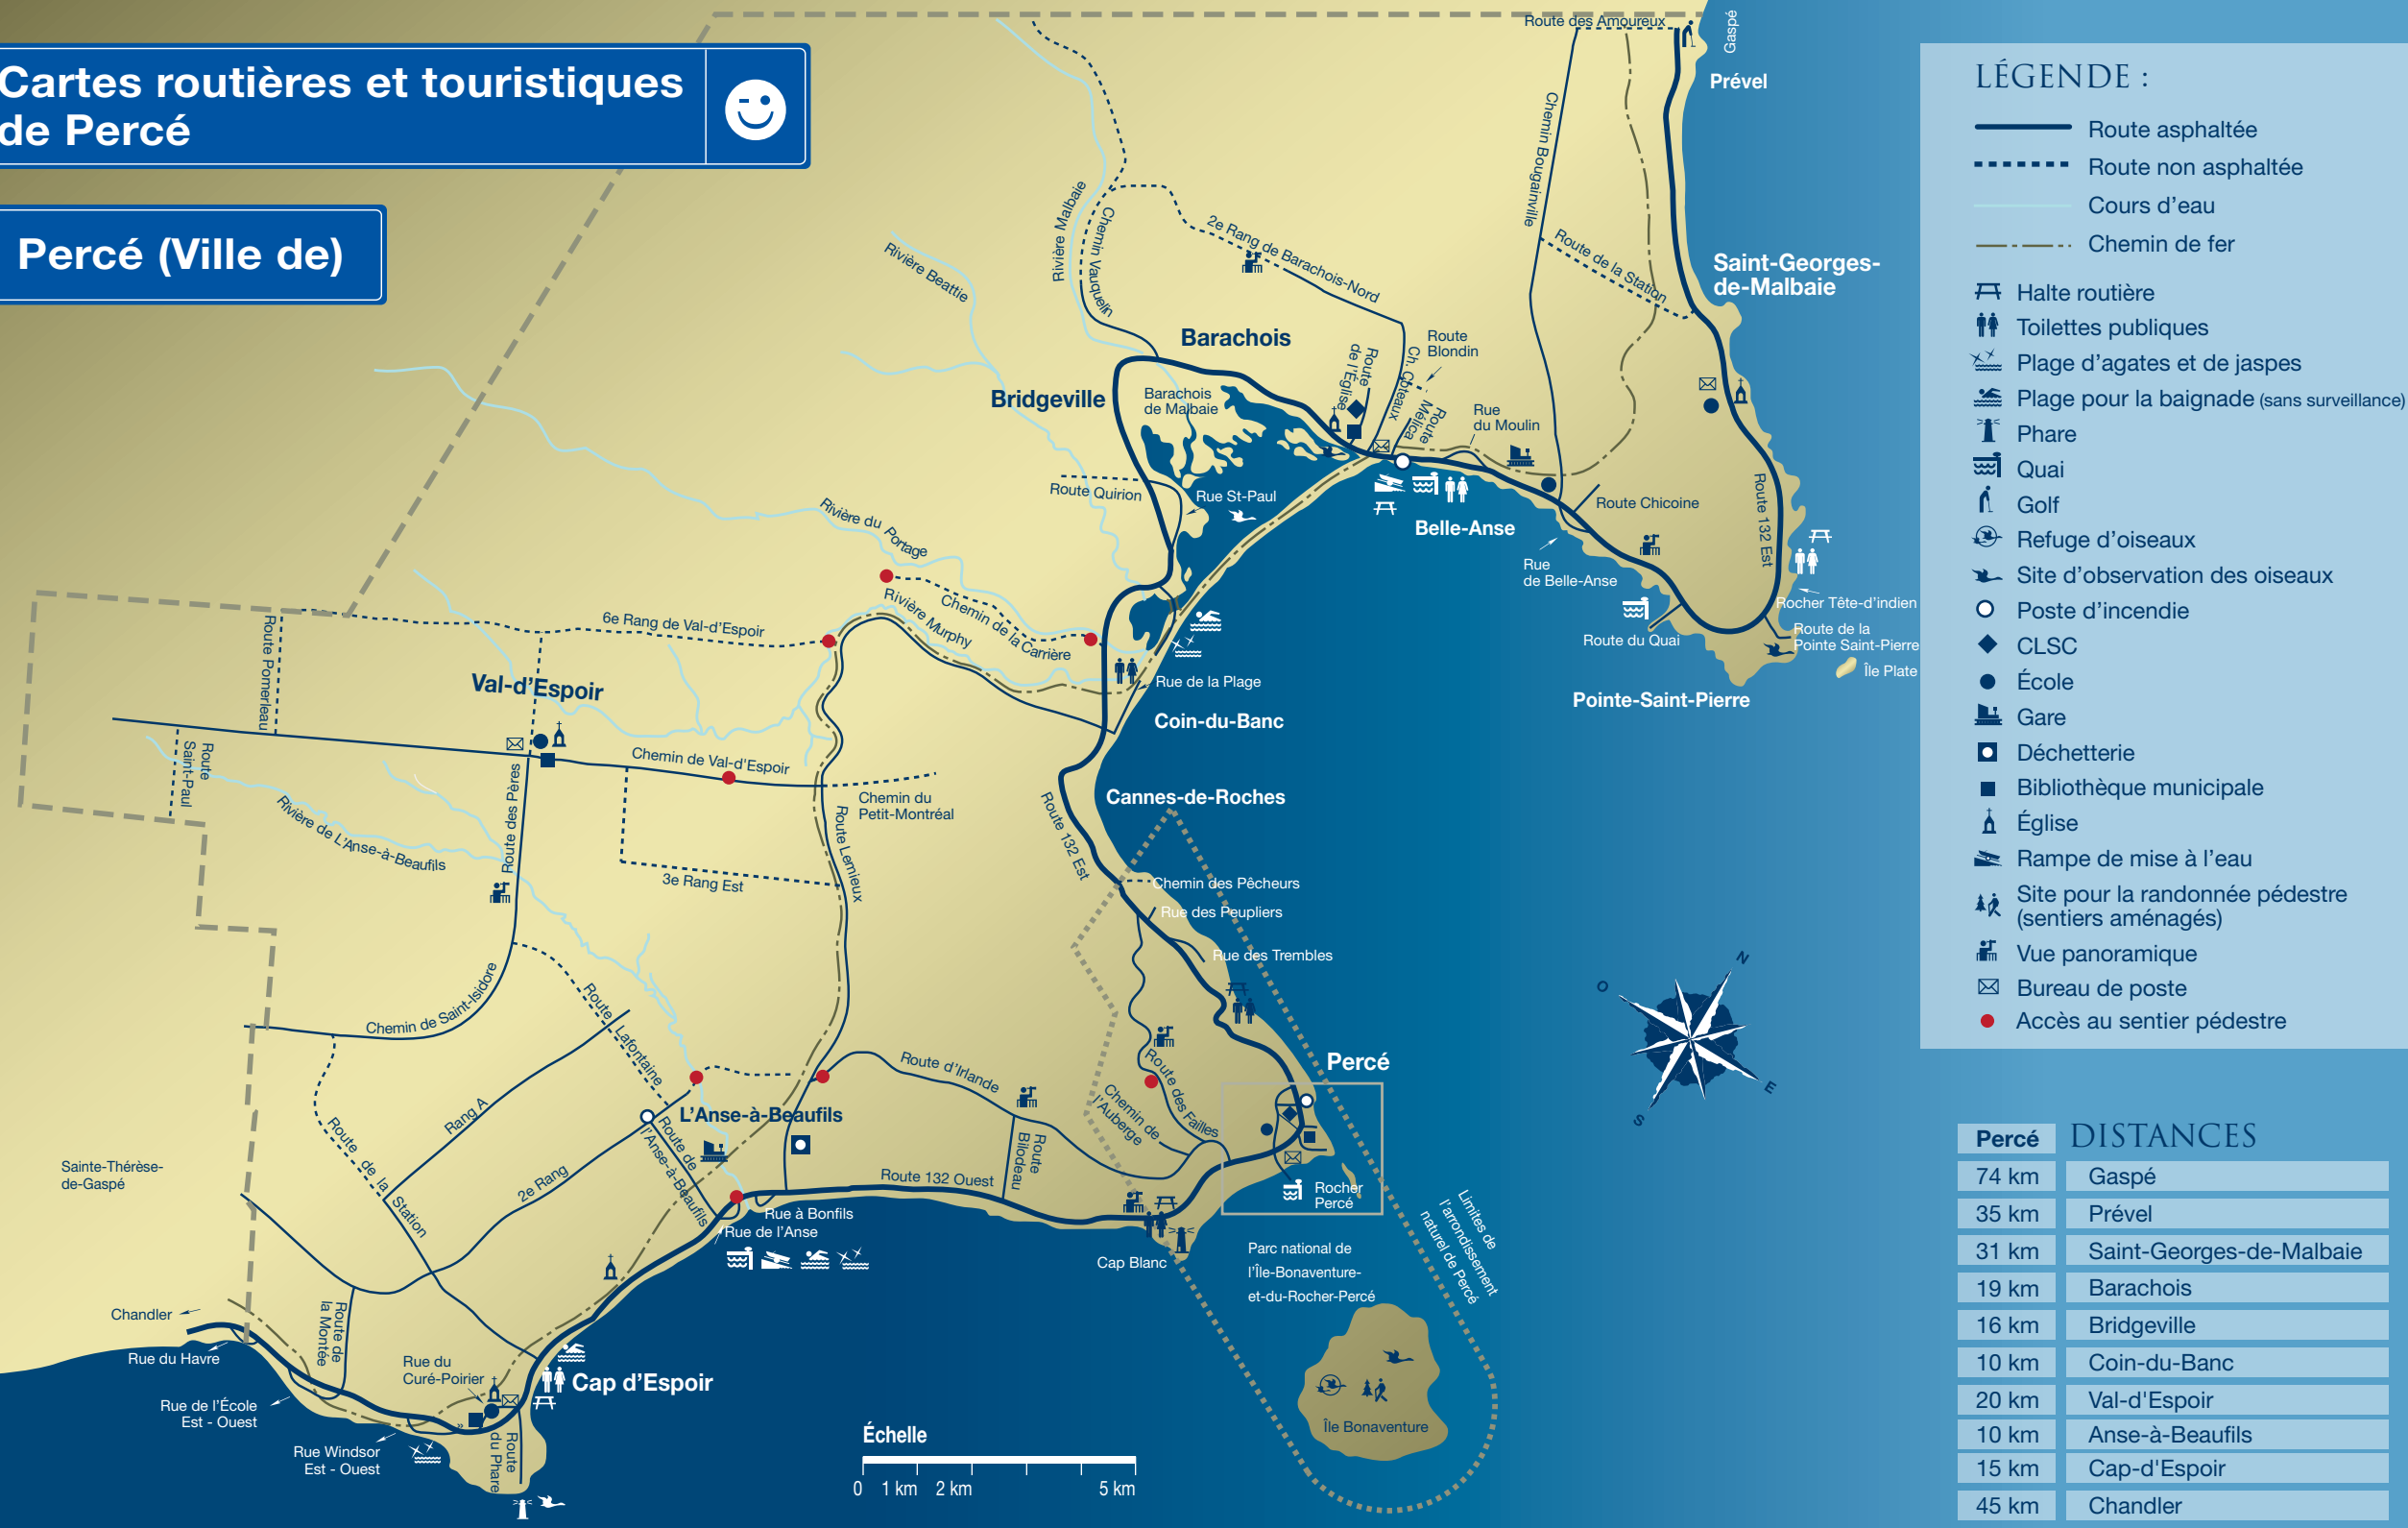 Cartes routières et touristiques
de Percé
Percé (Ville de)
Route des Amoureux
Gaspé
Prével
Chemin Bougainville
Rivière Malbaie
Chemin Vauquelin
2e Rang de Barachois-Nord
Rivière Beattie
Route de la Station
Saint-Georges-
de-Malbaie
Barachois
Route
de l'Église
Ch. Coteaux
Route
Blondin
Route
Mélica
Rue
du Moulin
Bridgeville
Barachois
de Malbaie
Route Quirion
Rue St-Paul
Belle-Anse
Route Chicoine
Route 132 Est
Rue
de Belle-Anse
Rocher Tête-d'indien
Route de la
Pointe Saint-Pierre
Route du Quai
Île Plate
Pointe-Saint-Pierre
Rivière du Portage
Chemin de la Carrière
Rivière Murphy
6e Rang de Val-d'Espoir
Route Pomerleau
Val-d'Espoir
Rue de la Plage
Coin-du-Banc
Route
Saint-Paul
Chemin de Val-d'Espoir
Chemin du
Petit-Montréal
Cannes-de-Roches
Route 132 Est
Rivière de L'Anse-à-Beaufils
Route des Pères
Route Lemieux
3e Rang Est
Chemin des Pêcheurs
Rue des Peupliers
Rue des Trembles
Chemin de Saint-Isidore
Route Lafontaine
Rang A
Route de la Station
2e Rang
L'Anse-à-Beaufils
Route de
l'Anse-à-Beaufils
Route d'Irlande
Route
Bilodeau
Chemin de
l'Auberge
Route des Failles
Percé
Rocher
Percé
Route 132 Ouest
Rue à Bonfils
Rue de l'Anse
Cap Blanc
Parc national de
l'Île-Bonaventure-
et-du-Rocher-Percé
Limites de
l'arrondissement
naturel de Percé
Île Bonaventure
Sainte-Thérèse-
de-Gaspé
Chandler
Rue du Havre
Route de
la Montée
Rue de l'École
Est - Ouest
Rue du
Curé-Poirier
Rue Windsor
Est - Ouest
Cap d'Espoir
Route
du Phare
Échelle
0 1 km 2 km 5 km
N
O
E
S
LÉGENDE :
Route asphaltée
Route non asphaltée
Cours d'eau
Chemin de fer
Halte routière
Toilettes publiques
Plage d'agates et de jaspes
Plage pour la baignade (sans surveillance)
Phare
Quai
Golf
Refuge d'oiseaux
Site d'observation des oiseaux
Poste d'incendie
CLSC
École
Gare
Déchetterie
Bibliothèque municipale
Église
Rampe de mise à l'eau
Site pour la randonnée pédestre
(sentiers aménagés)
Vue panoramique
Bureau de poste
Accès au sentier pédestre
Percé DISTANCES
74 km Gaspé
35 km Prével
31 km Saint-Georges-de-Malbaie
19 km Barachois
16 km Bridgeville
10 km Coin-du-Banc
20 km Val-d'Espoir
10 km Anse-à-Beaufils
15 km Cap-d'Espoir
45 km Chandler